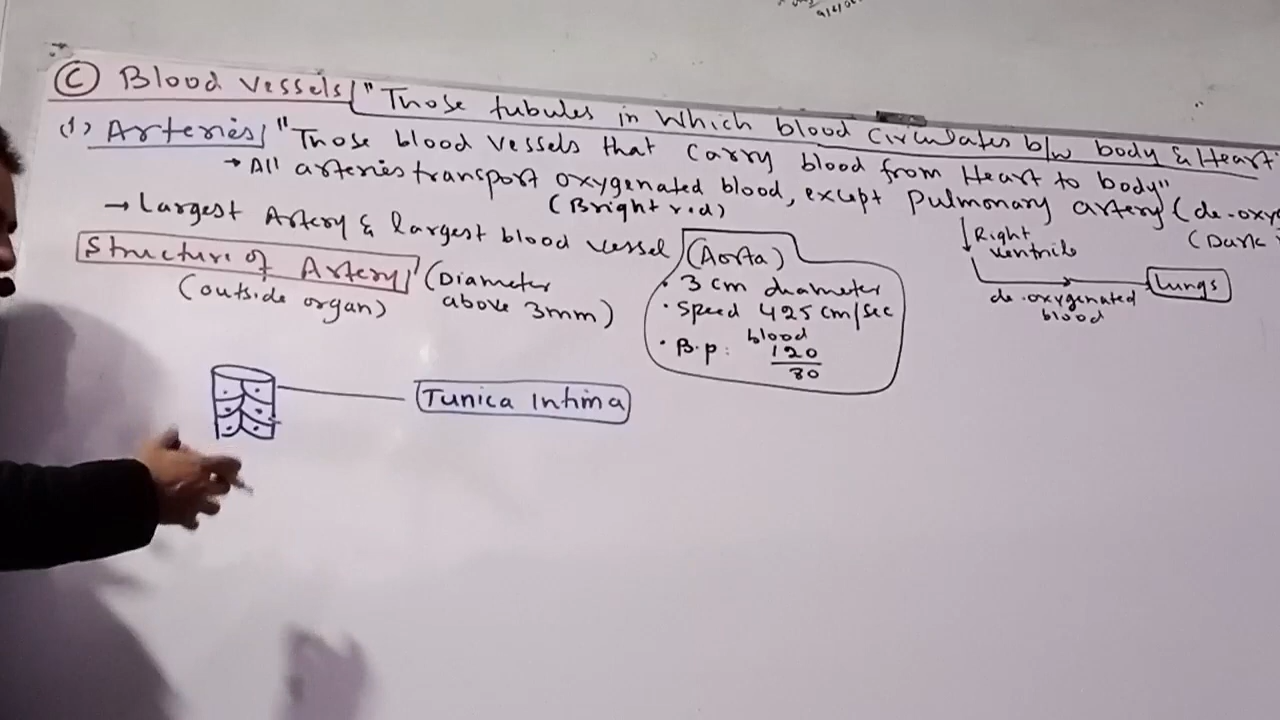 (C) Blood Vessels "Those tubules in which blood Circulates b/w body & Heart
(1) Arteries "Those blood vessels that carry blood from Heart to body"
→ All arteries transport oxygenated blood, except Pulmonary artery (de-oxy
(Bright red)
(Dark
→ Largest Artery & largest blood vessel (Aorta)
• 3 cm diameter
• Speed 425 cm/sec
blood
• B.p: 120
80
Right
ventricle
Lungs
de-oxygenated
blood
Structure of Artery (Diameter
above 3mm)
(outside organ)
Tunica Intima